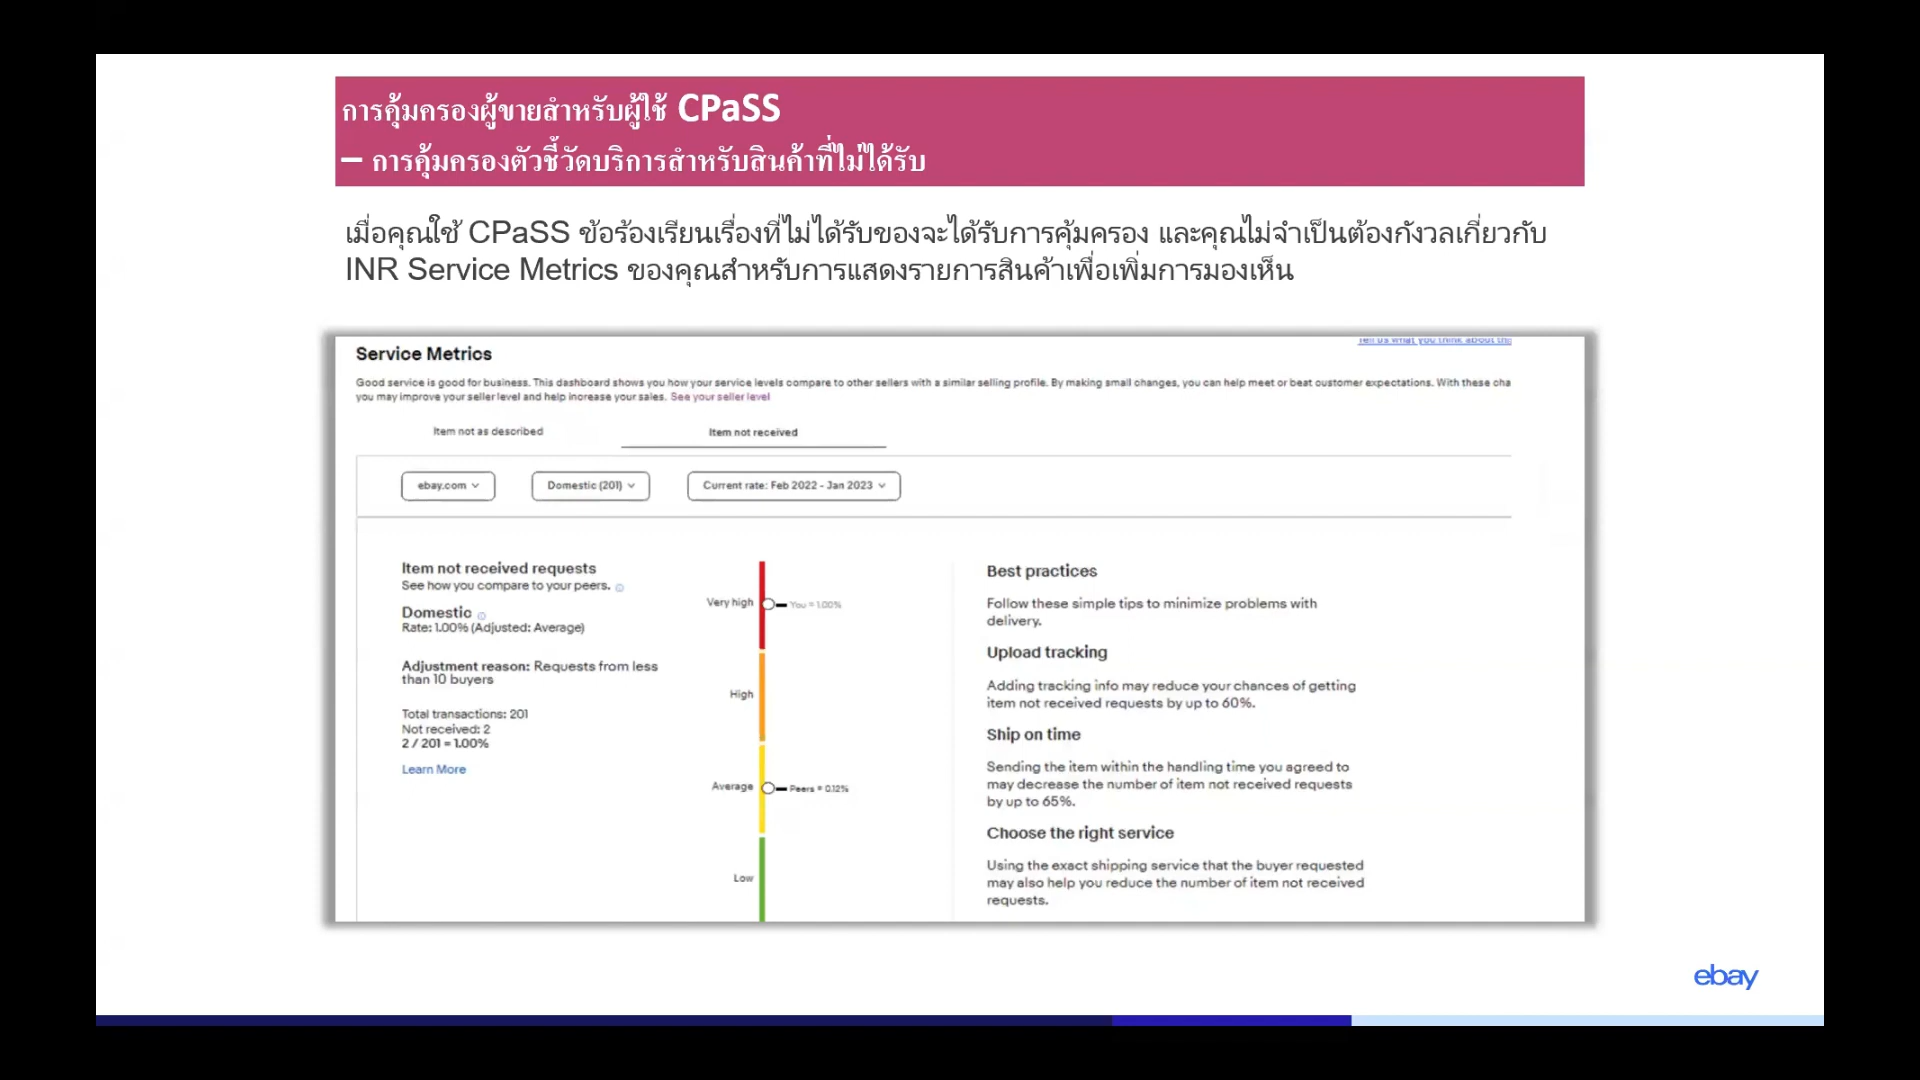 การคุ้มครองผู้ขายสำหรับผู้ใช้ CPaSS
– การคุ้มครองตัวชี้วัดบริการสำหรับสินค้าที่ไม่ได้รับ
เมื่อคุณใช้ CPaSS ข้อร้องเรียนเรื่องที่ไม่ได้รับของจะได้รับการคุ้มครอง และคุณไม่จำเป็นต้องกังวลเกี่ยวกับ
INR Service Metrics ของคุณสำหรับการแสดงรายการสินค้าเพื่อเพิ่มการมองเห็น
Tell us what you think about thi
Service Metrics
Good service is good for business. This dashboard shows you how your service levels compare to other sellers with a similar selling profile. By making small changes, you can help meet or beat customer expectations. With these cha
you may improve your seller level and help increase your sales. See your seller level
Item not as described
Item not received
ebay.com
Domestic (201)
Current rate: Feb 2022 - Jan 2023
Item not received requests
See how you compare to your peers.
Domestic
Rate: 1.00% (Adjusted: Average)
Adjustment reason: Requests from less
than 10 buyers
Total transactions: 201
Not received: 2
2 / 201 = 1.00%
Learn More
Very high
You = 1.00%
High
Average
Peers = 0.12%
Low
Best practices
Follow these simple tips to minimize problems with
delivery.
Upload tracking
Adding tracking info may reduce your chances of getting
item not received requests by up to 60%.
Ship on time
Sending the item within the handling time you agreed to
may decrease the number of item not received requests
by up to 65%.
Choose the right service
Using the exact shipping service that the buyer requested
may also help you reduce the number of item not received
requests.
ebay